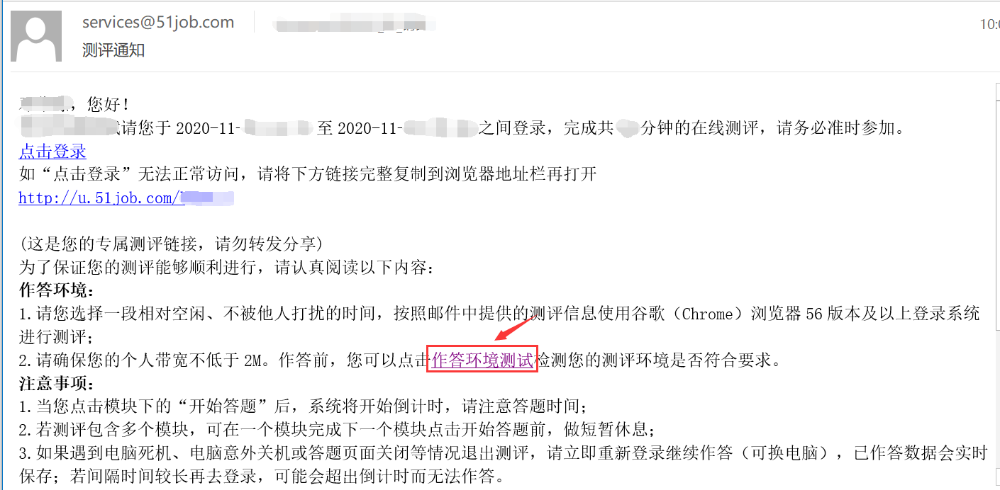 services@51job.com
10:
测评通知
，您好！
请您于 2020-11- 至 2020-11- 之间登录，完成共 分钟的在线测评，请务必准时参加。
点击登录
如“点击登录”无法正常访问，请将下方链接完整复制到浏览器地址栏再打开
http://u.51job.com/
(这是您的专属测评链接，请勿转发分享)
为了保证您的测评能够顺利进行，请认真阅读以下内容：
作答环境：
1.请您选择一段相对空闲、不被他人打扰的时间，按照邮件中提供的测评信息使用谷歌（Chrome）浏览器 56 版本及以上登录系统
进行测评；
2.请确保您的个人带宽不低于 2M。作答前，您可以点击作答环境测试检测您的测评环境是否符合要求。
注意事项：
1.当您点击模块下的“开始答题”后，系统将开始倒计时，请注意答题时间；
2.若测评包含多个模块，可在一个模块完成下一个模块点击开始答题前，做短暂休息；
3.如果遇到电脑死机、电脑意外关机或答题页面关闭等情况退出测评，请立即重新登录继续作答（可换电脑），已作答数据会实时
保存；若间隔时间较长再去登录，可能会超出倒计时而无法作答。